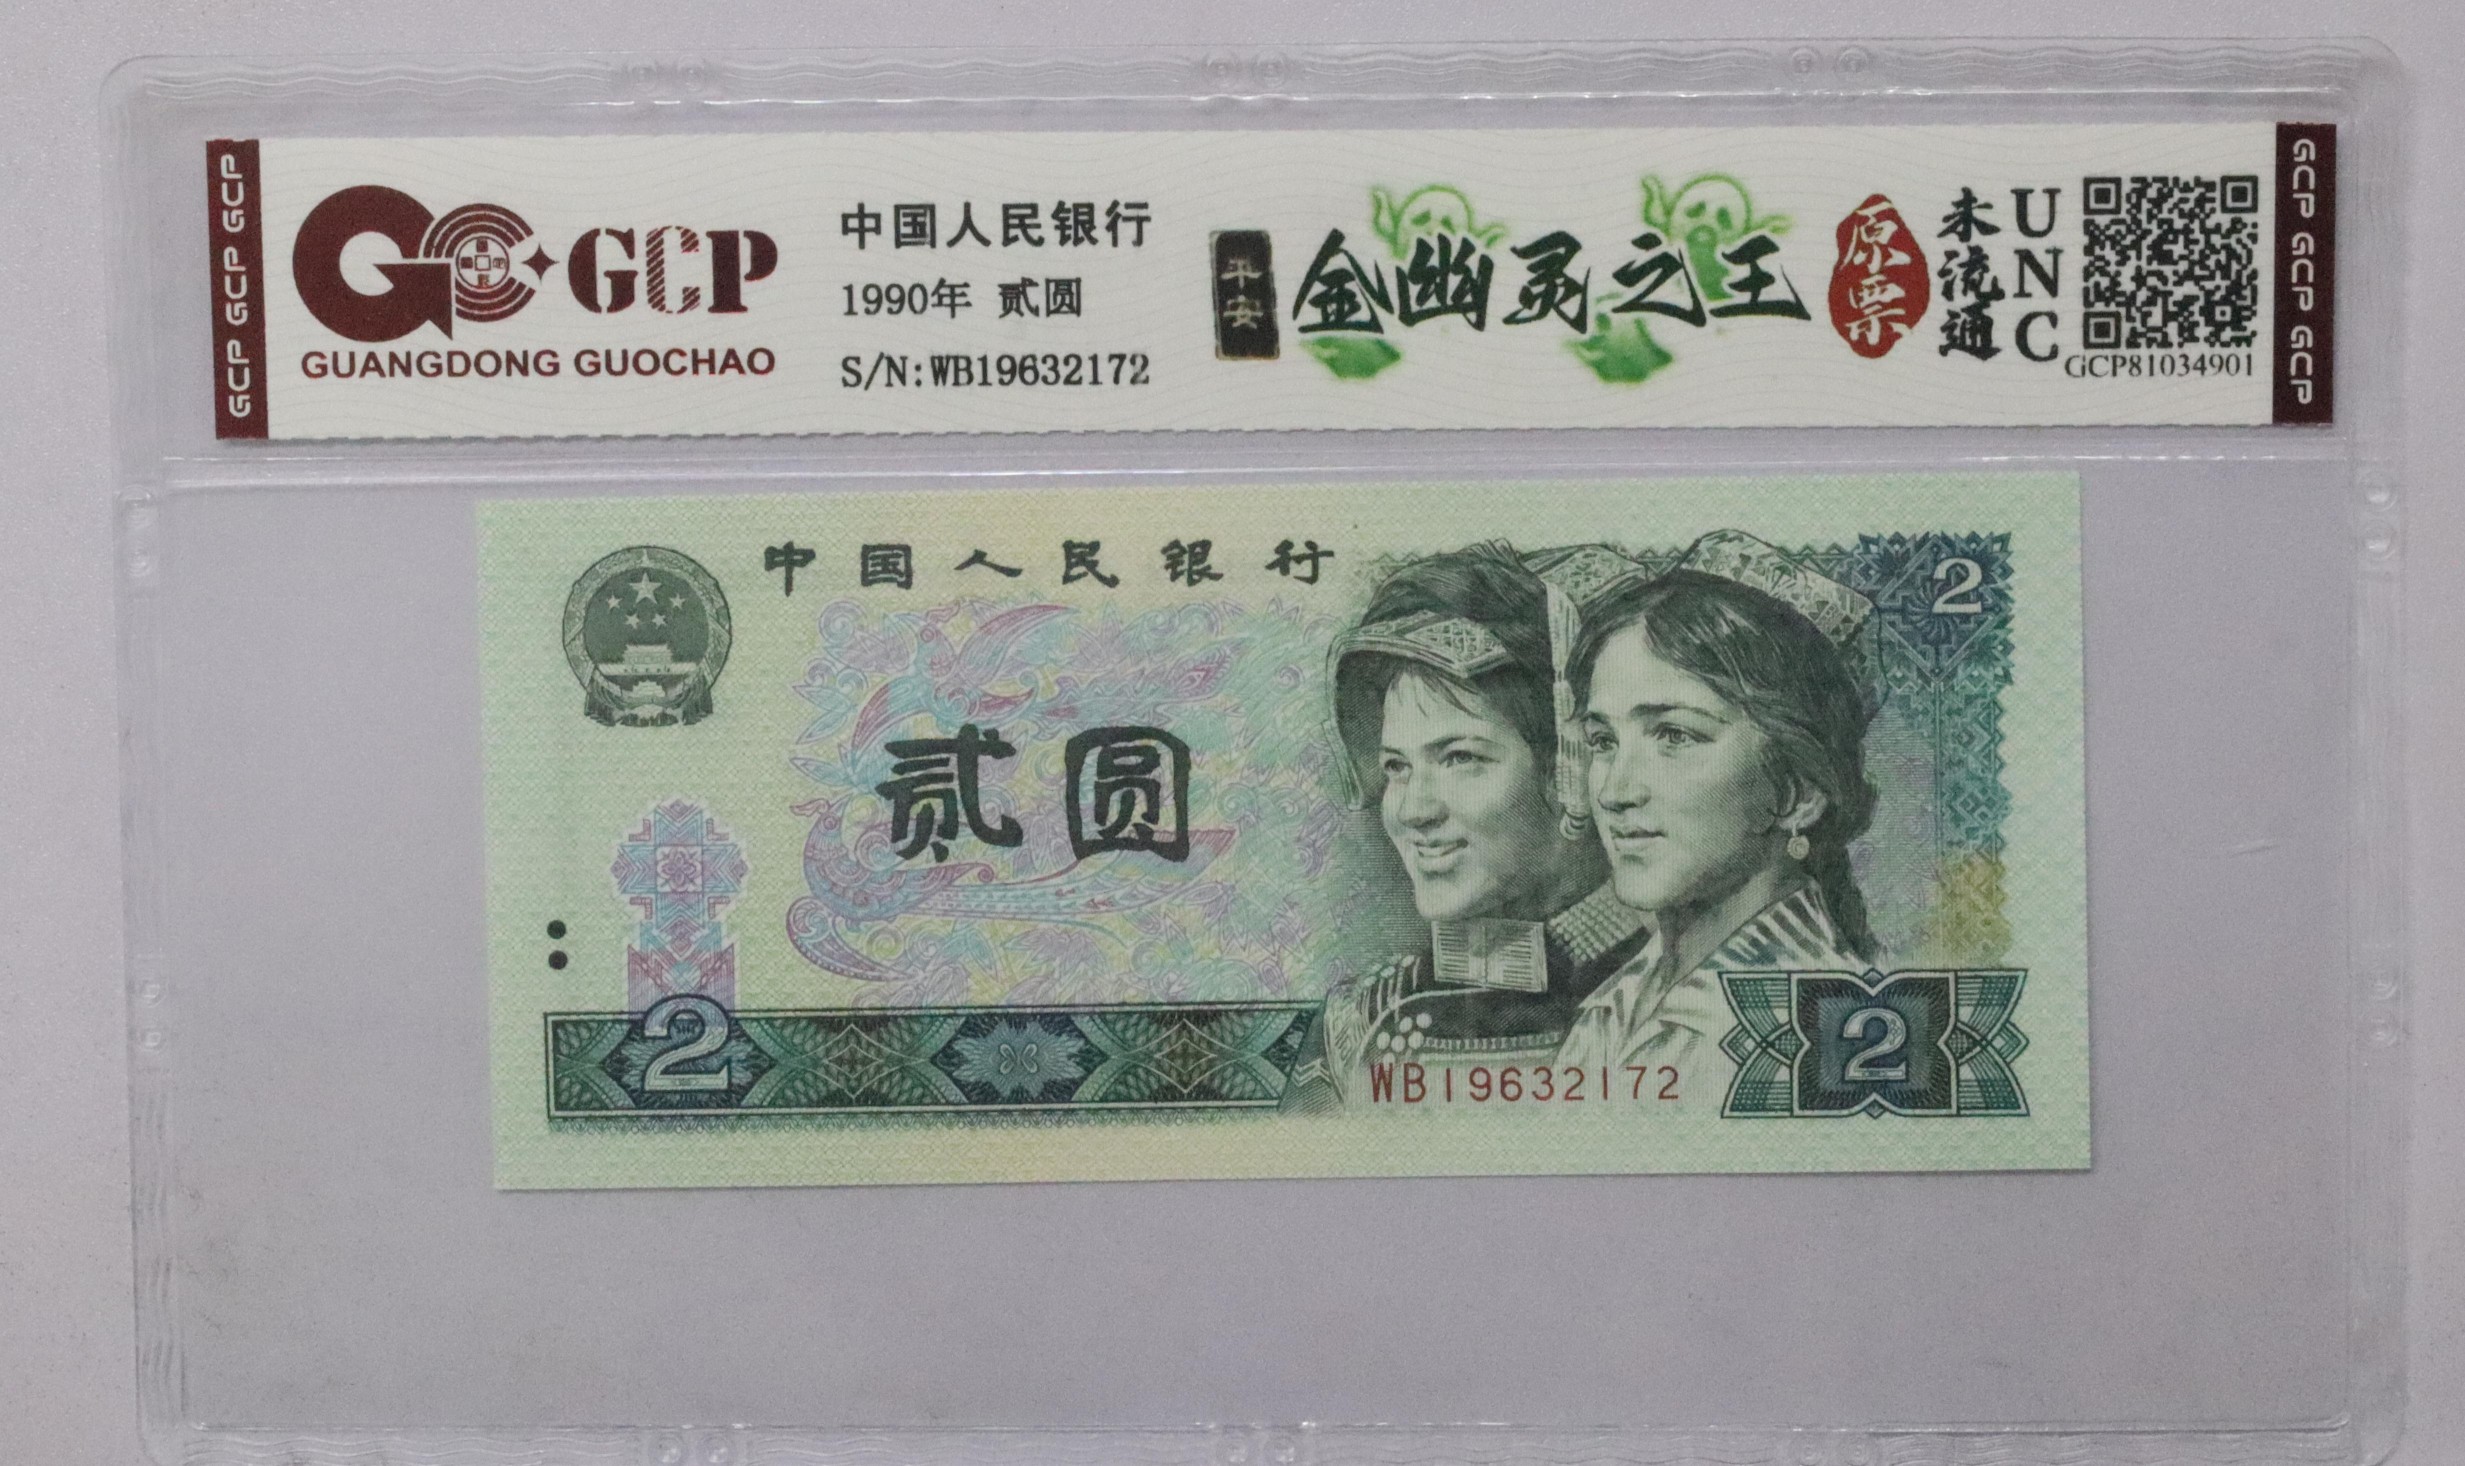 GCP GCP GCP
GCP
GUANGDONG GUOCHAO
中国人民银行
1990年 贰圆
S/N:WB19632172
平安
金幽灵之王
原票
未流通
UNC
GCP81034901
GCP GCP GCP
中国人民银行
2
贰圆
2
WB19632172
2